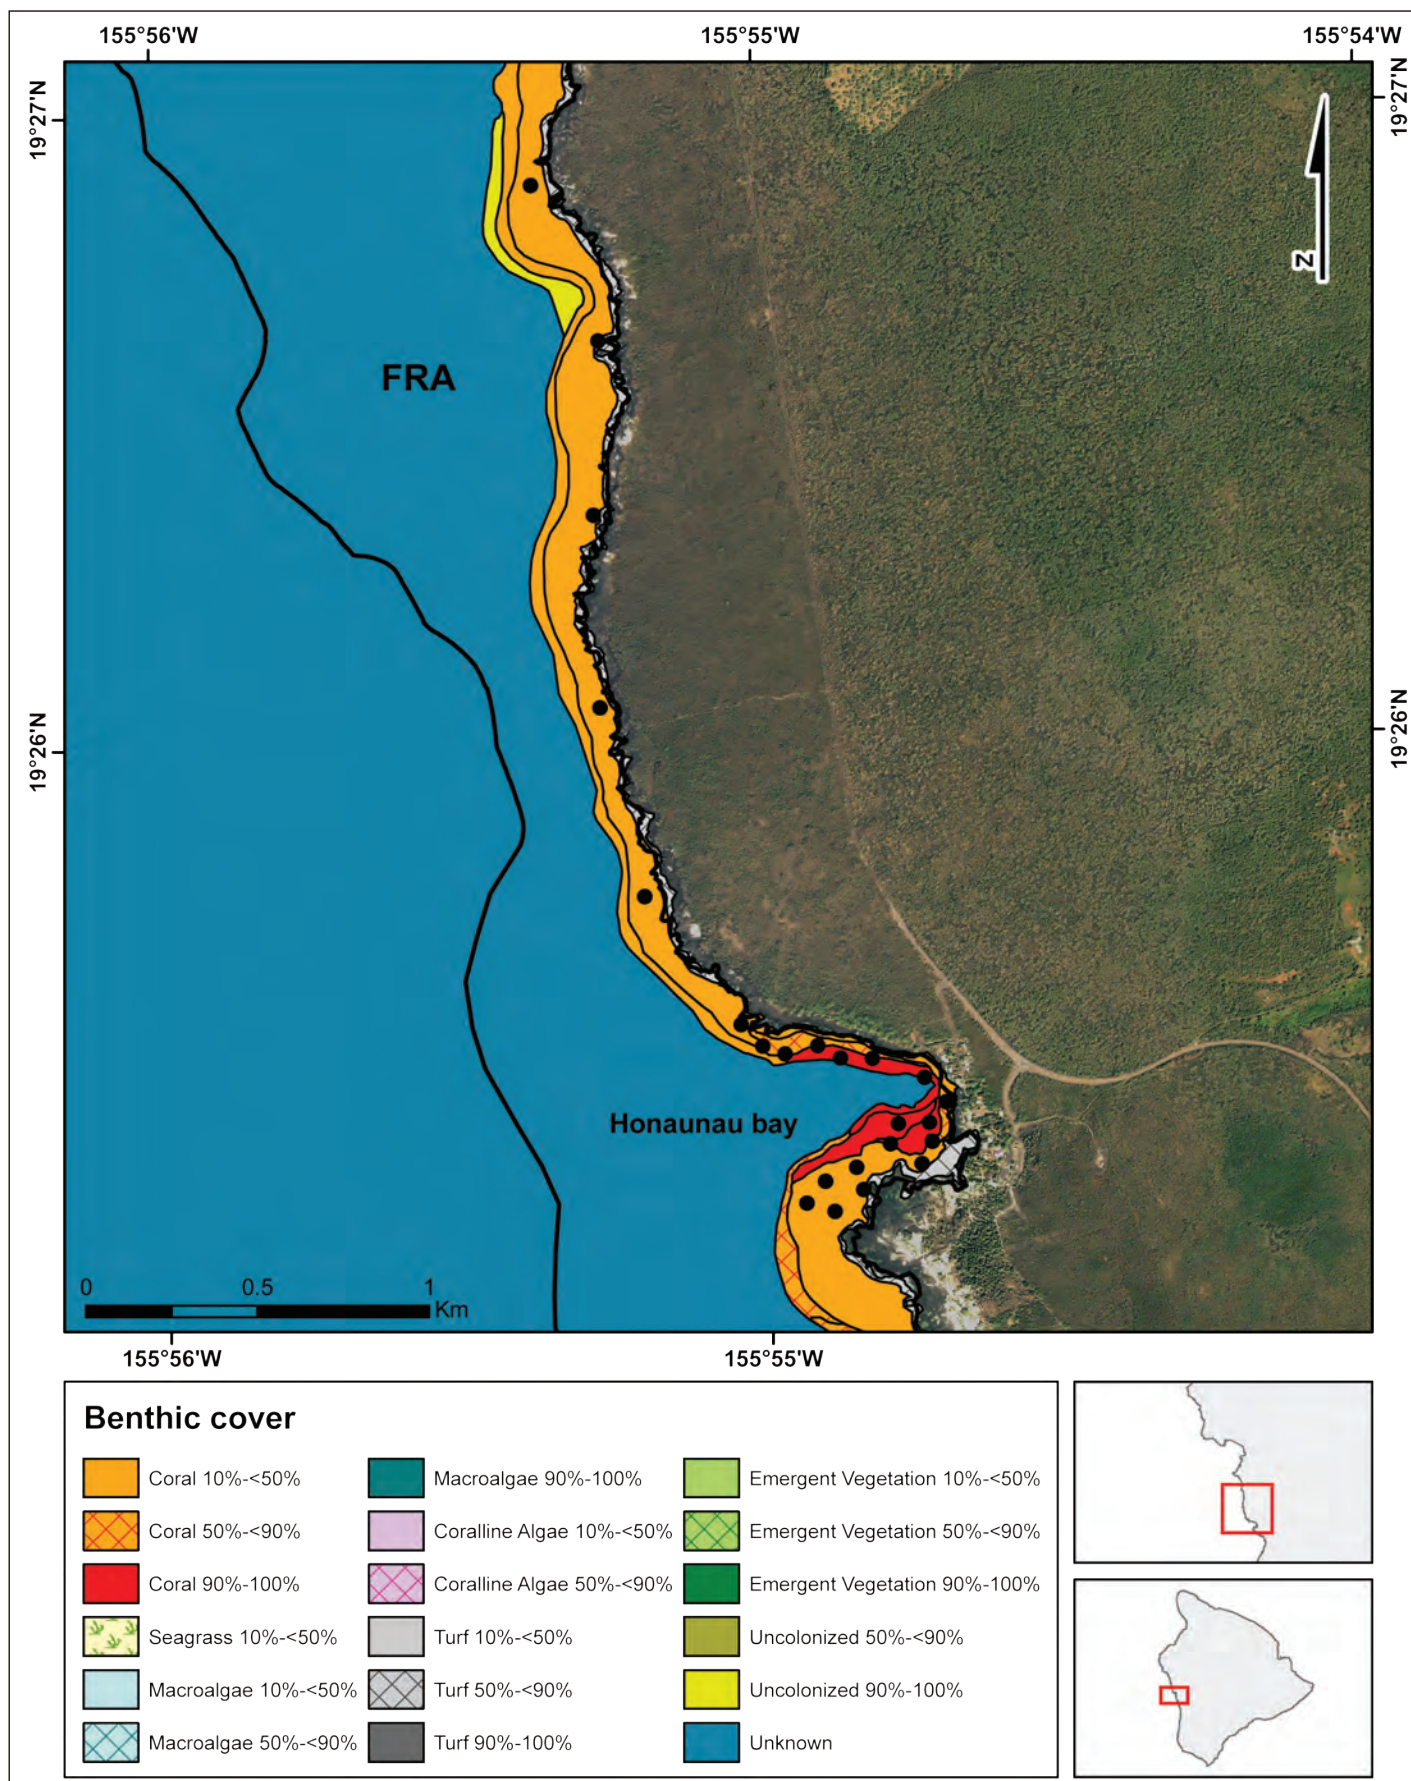 155°56'W 155°55'W 155°54'W
19°27'N
19°27'N
N
FRA
19°26'N
19°26'N
Honaunau bay
0 0.5 1
Km
155°56'W 155°55'W
Benthic cover
Coral 10%-<50%
Coral 50%-<90%
Coral 90%-100%
Seagrass 10%-<50%
Macroalgae 10%-<50%
Macroalgae 50%-<90%
Macroalgae 90%-100%
Coralline Algae 10%-<50%
Coralline Algae 50%-<90%
Turf 10%-<50%
Turf 50%-<90%
Turf 90%-100%
Emergent Vegetation 10%-<50%
Emergent Vegetation 50%-<90%
Emergent Vegetation 90%-100%
Uncolonized 50%-<90%
Uncolonized 90%-100%
Unknown